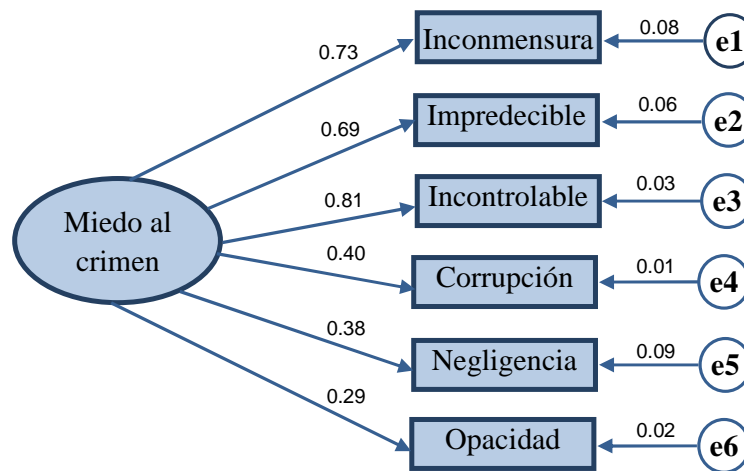 0.73
Inconmensura
0.08
e1
0.69
Impredecible
0.06
e2
Miedo al
crimen
0.81
Incontrolable
0.03
e3
0.40
Corrupción
0.01
e4
0.38
Negligencia
0.09
e5
0.29
Opacidad
0.02
e6